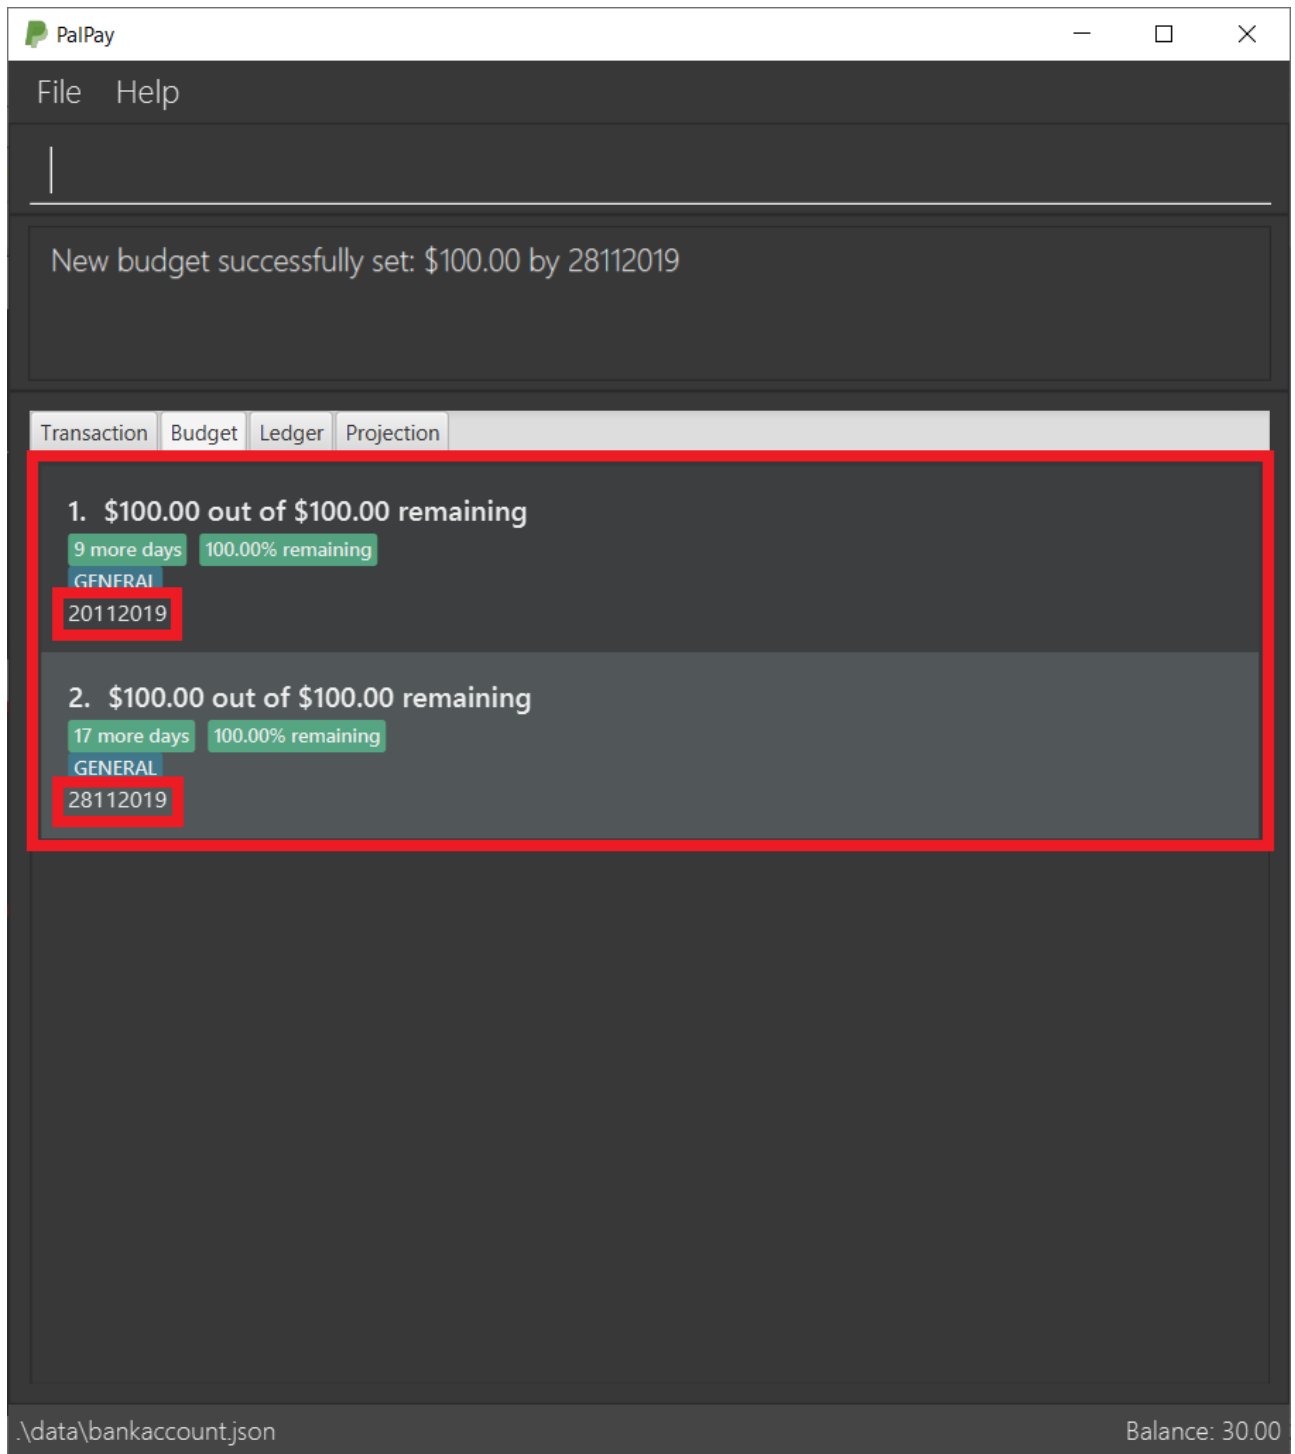 PalPay
File Help
New budget successfully set: $100.00 by 28112019
Transaction Budget Ledger Projection
1. $100.00 out of $100.00 remaining
9 more days 100.00% remaining
GENERAL
20112019
2. $100.00 out of $100.00 remaining
17 more days 100.00% remaining
GENERAL
28112019
.\data\bankaccount.json Balance: 30.00